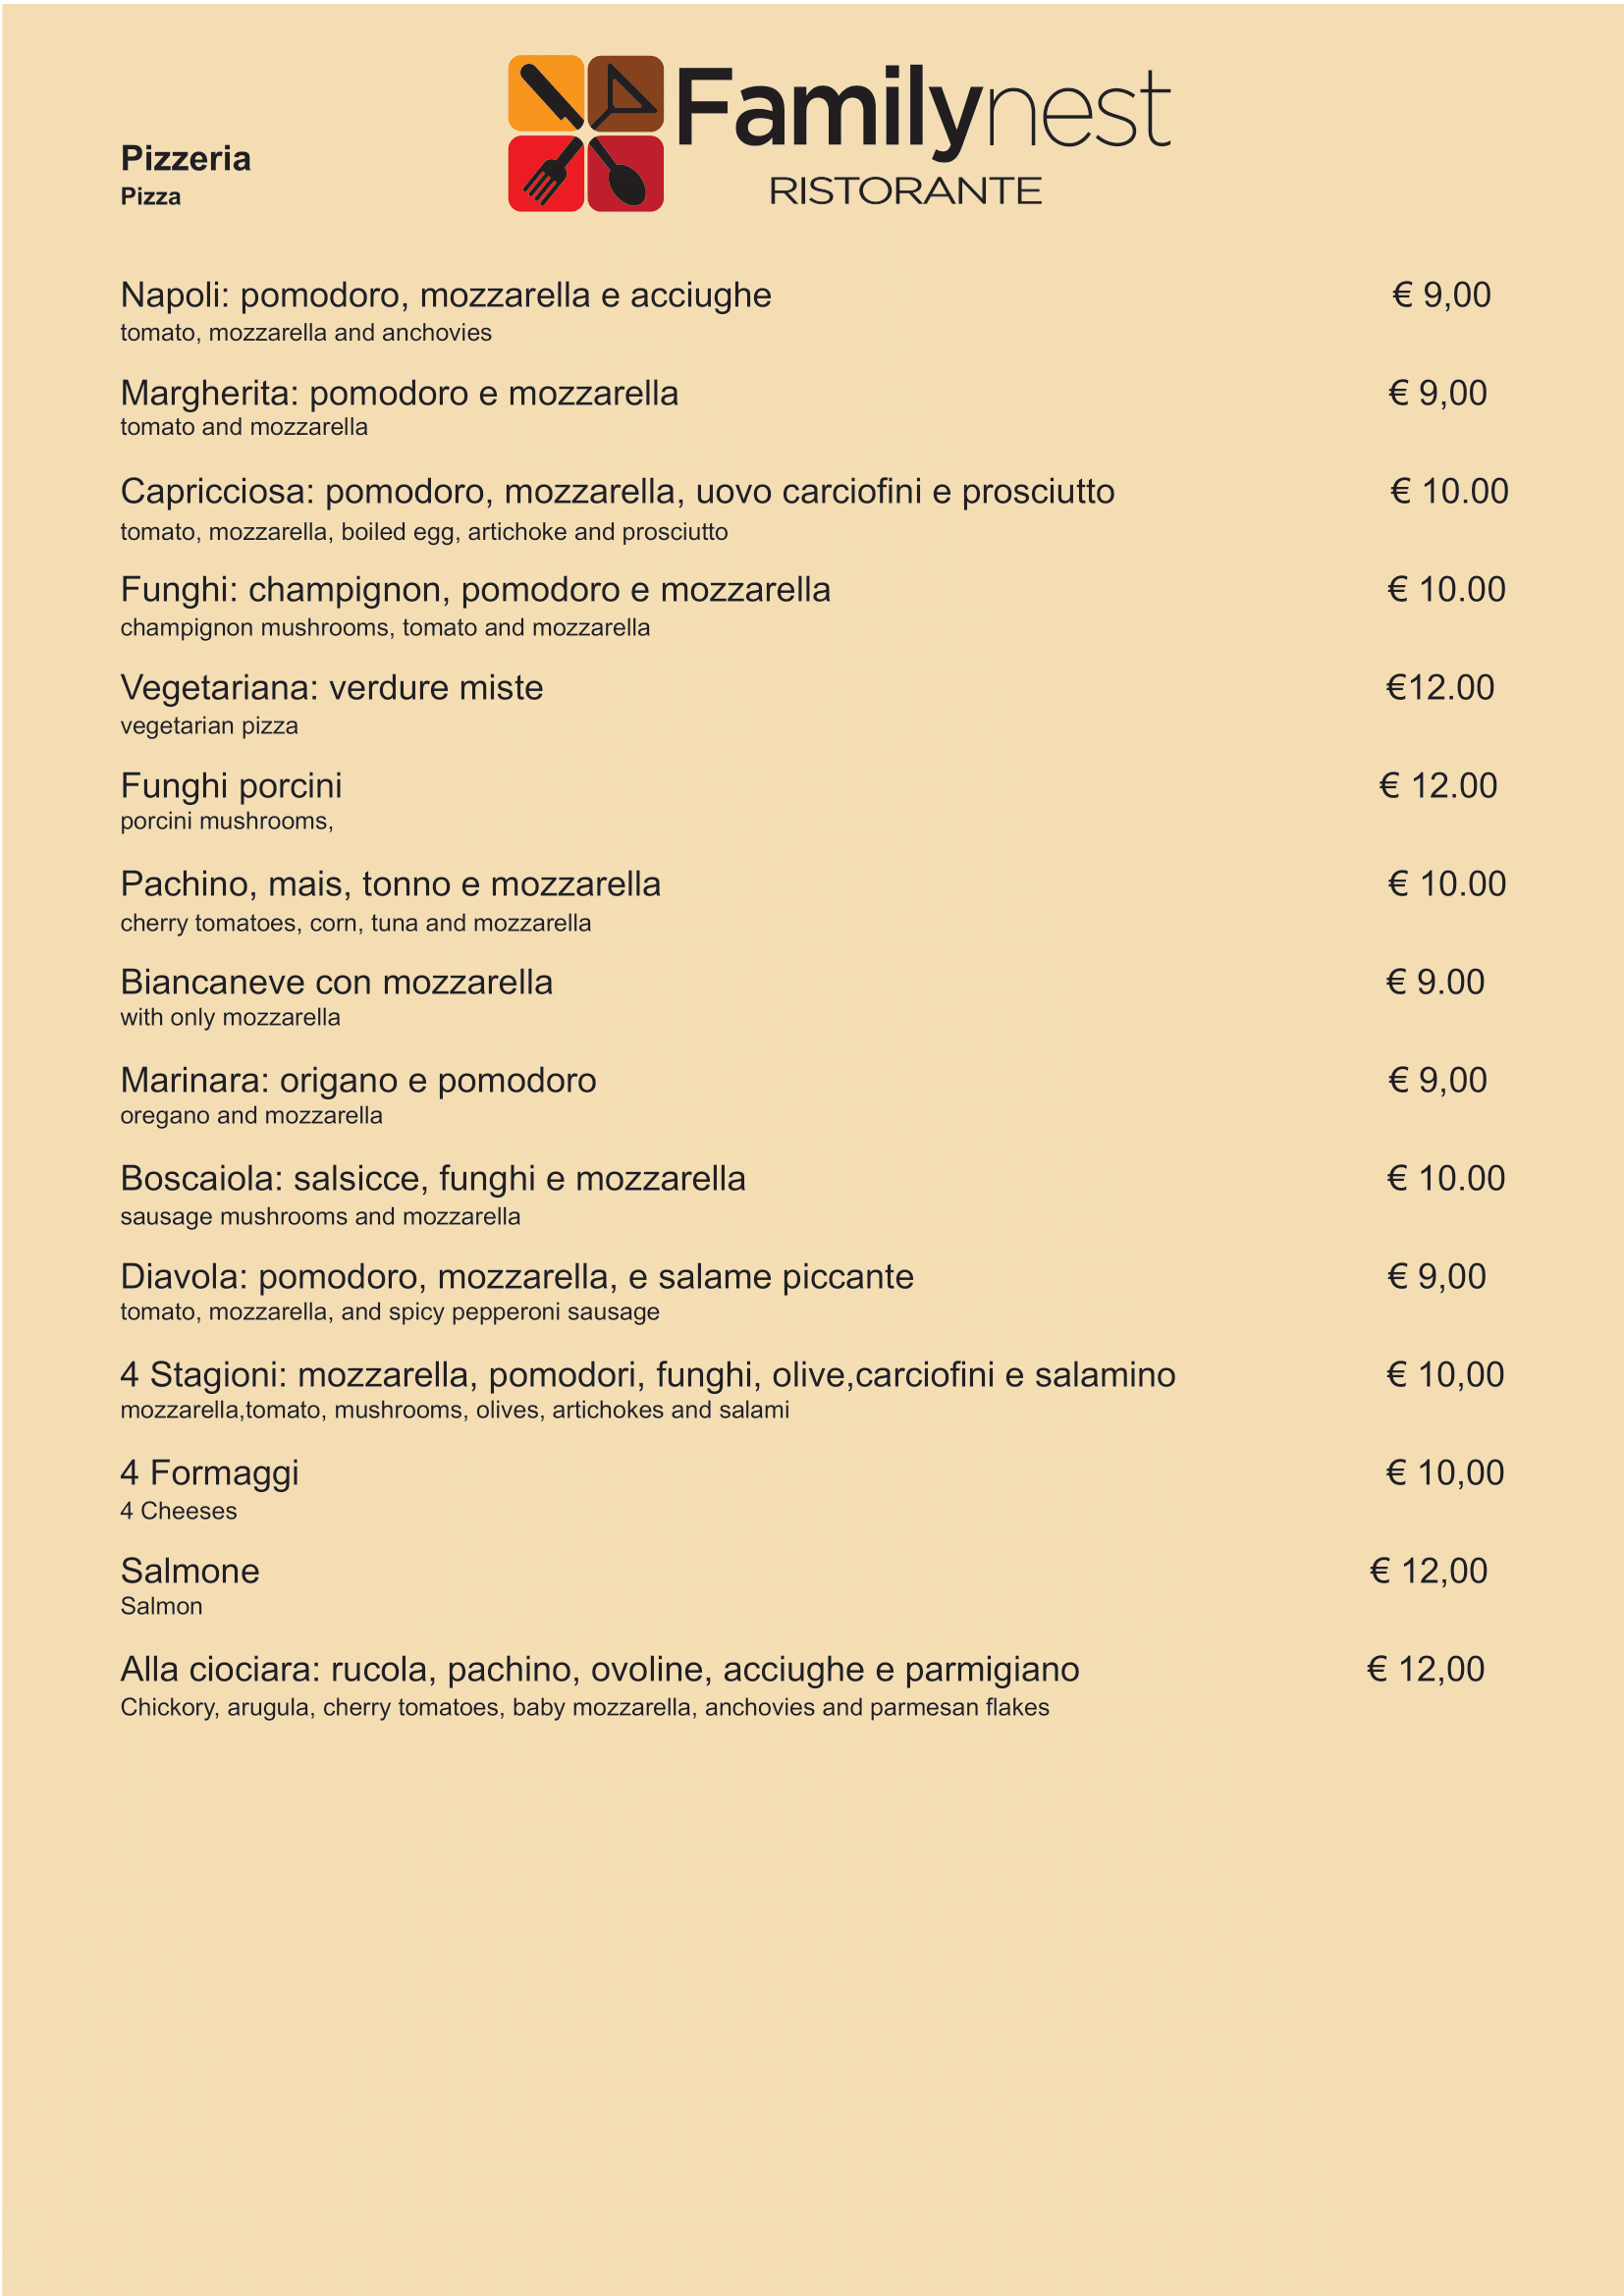 Familynest
RISTORANTE
Pizzeria
Pizza
Napoli: pomodoro, mozzarella e acciughe € 9,00
tomato, mozzarella and anchovies
Margherita: pomodoro e mozzarella € 9,00
tomato and mozzarella
Capricciosa: pomodoro, mozzarella, uovo carciofini e prosciutto € 10.00
tomato, mozzarella, boiled egg, artichoke and prosciutto
Funghi: champignon, pomodoro e mozzarella € 10.00
champignon mushrooms, tomato and mozzarella
Vegetariana: verdure miste €12.00
vegetarian pizza
Funghi porcini € 12.00
porcini mushrooms,
Pachino, mais, tonno e mozzarella € 10.00
cherry tomatoes, corn, tuna and mozzarella
Biancaneve con mozzarella € 9.00
with only mozzarella
Marinara: origano e pomodoro € 9,00
oregano and mozzarella
Boscaiola: salsicce, funghi e mozzarella € 10.00
sausage mushrooms and mozzarella
Diavola: pomodoro, mozzarella, e salame piccante € 9,00
tomato, mozzarella, and spicy pepperoni sausage
4 Stagioni: mozzarella, pomodori, funghi, olive,carciofini e salamino € 10,00
mozzarella,tomato, mushrooms, olives, artichokes and salami
4 Formaggi € 10,00
4 Cheeses
Salmone € 12,00
Salmon
Alla ciociara: rucola, pachino, ovoline, acciughe e parmigiano € 12,00
Chickory, arugula, cherry tomatoes, baby mozzarella, anchovies and parmesan flakes